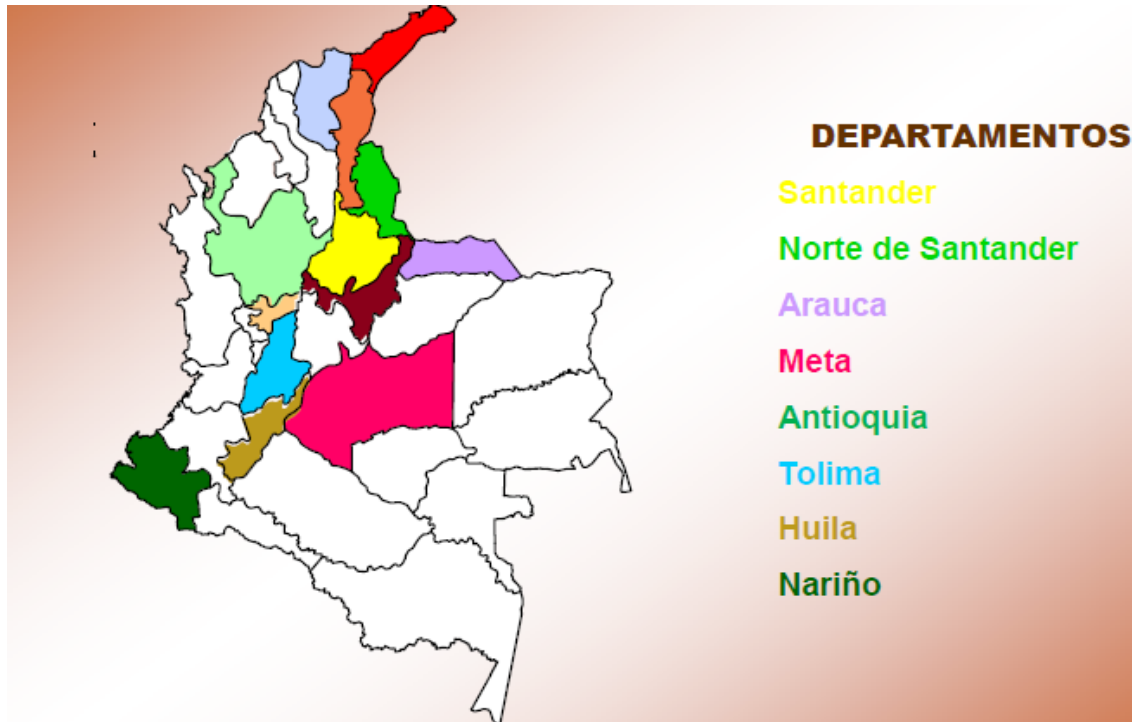 DEPARTAMENTOS
Santander
Norte de Santander
Arauca
Meta
Antioquia
Tolima
Huila
Nariño